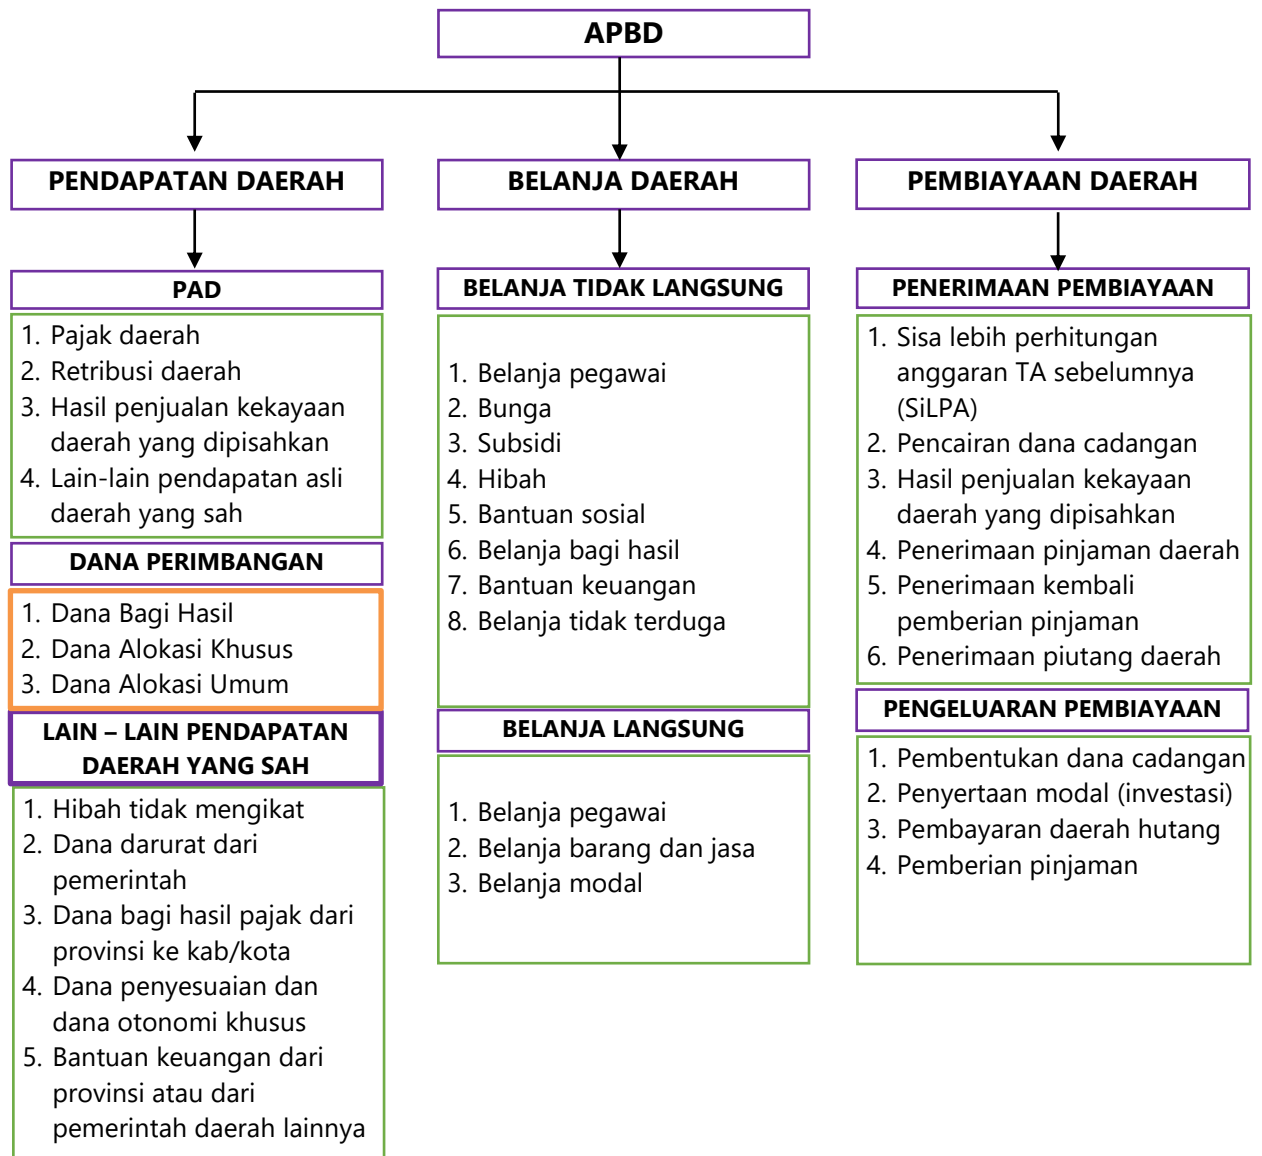 APBD
PENDAPATAN DAERAH
PAD
1. Pajak daerah
2. Retribusi daerah
3. Hasil penjualan kekayaan
daerah yang dipisahkan
4. Lain-lain pendapatan asli
daerah yang sah
DANA PERIMBANGAN
1. Dana Bagi Hasil
2. Dana Alokasi Khusus
3. Dana Alokasi Umum
LAIN – LAIN PENDAPATAN
DAERAH YANG SAH
1. Hibah tidak mengikat
2. Dana darurat dari
pemerintah
3. Dana bagi hasil pajak dari
provinsi ke kab/kota
4. Dana penyesuaian dan
dana otonomi khusus
5. Bantuan keuangan dari
provinsi atau dari
pemerintah daerah lainnya
BELANJA DAERAH
BELANJA TIDAK LANGSUNG
1. Belanja pegawai
2. Bunga
3. Subsidi
4. Hibah
5. Bantuan sosial
6. Belanja bagi hasil
7. Bantuan keuangan
8. Belanja tidak terduga
BELANJA LANGSUNG
1. Belanja pegawai
2. Belanja barang dan jasa
3. Belanja modal
PEMBIAYAAN DAERAH
PENERIMAAN PEMBIAYAAN
1. Sisa lebih perhitungan
anggaran TA sebelumnya
(SiLPA)
2. Pencairan dana cadangan
3. Hasil penjualan kekayaan
daerah yang dipisahkan
4. Penerimaan pinjaman daerah
5. Penerimaan kembali
pemberian pinjaman
6. Penerimaan piutang daerah
PENGELUARAN PEMBIAYAAN
1. Pembentukan dana cadangan
2. Penyertaan modal (investasi)
3. Pembayaran daerah hutang
4. Pemberian pinjaman